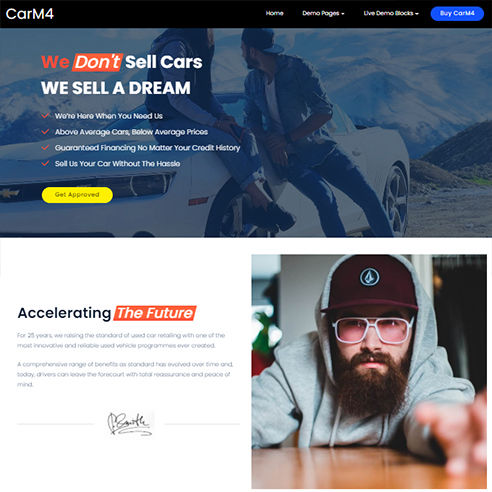 CarM4
Home
Demo Pages
Live Demo Blocks
Buy CarM4
We Don't Sell Cars
WE SELL A DREAM
We're Here When You Need Us
Above Average Cars, Below Average Prices
Guaranteed Financing No Matter Your Credit History
Sell Us Your Car Without The Hassle
Get Approved
Accelerating The Future
For 25 years, we raising the standard of used car retailing with one of the
most innovative and reliable used vehicle programmes ever created.
A comprehensive range of benefits as standard has evolved over time and,
today, drivers can leave the forecourt with total reassurance and peace of
mind.